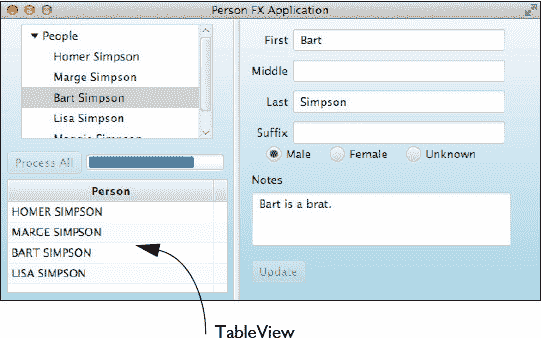 Person FX Application
People
Homer Simpson
Marge Simpson
Bart Simpson
Lisa Simpson
Maggie Simpson
Process All
Person
HOMER SIMPSON
MARGE SIMPSON
BART SIMPSON
LISA SIMPSON
First Bart
Middle
Last Simpson
Suffix
Male Female Unknown
Notes
Bart is a brat.
Update
TableView